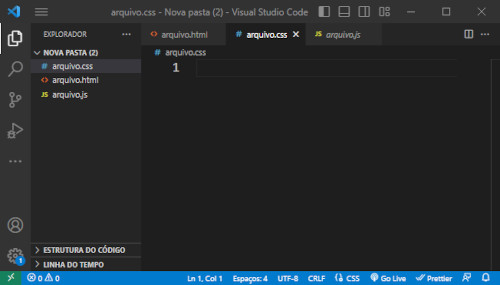 arquivo.css - Nova pasta (2) - Visual Studio Code
EXPLORADOR
NOVA PASTA (2)
# arquivo.css
<> arquivo.html
JS arquivo.js
<> arquivo.html # arquivo.css JS arquivo.js
# arquivo.css
1
ESTRUTURA DO CÓDIGO
LINHA DO TEMPO
1
0 0 Ln 1, Col 1 Espaços: 4 UTF-8 CRLF CSS Go Live Prettier